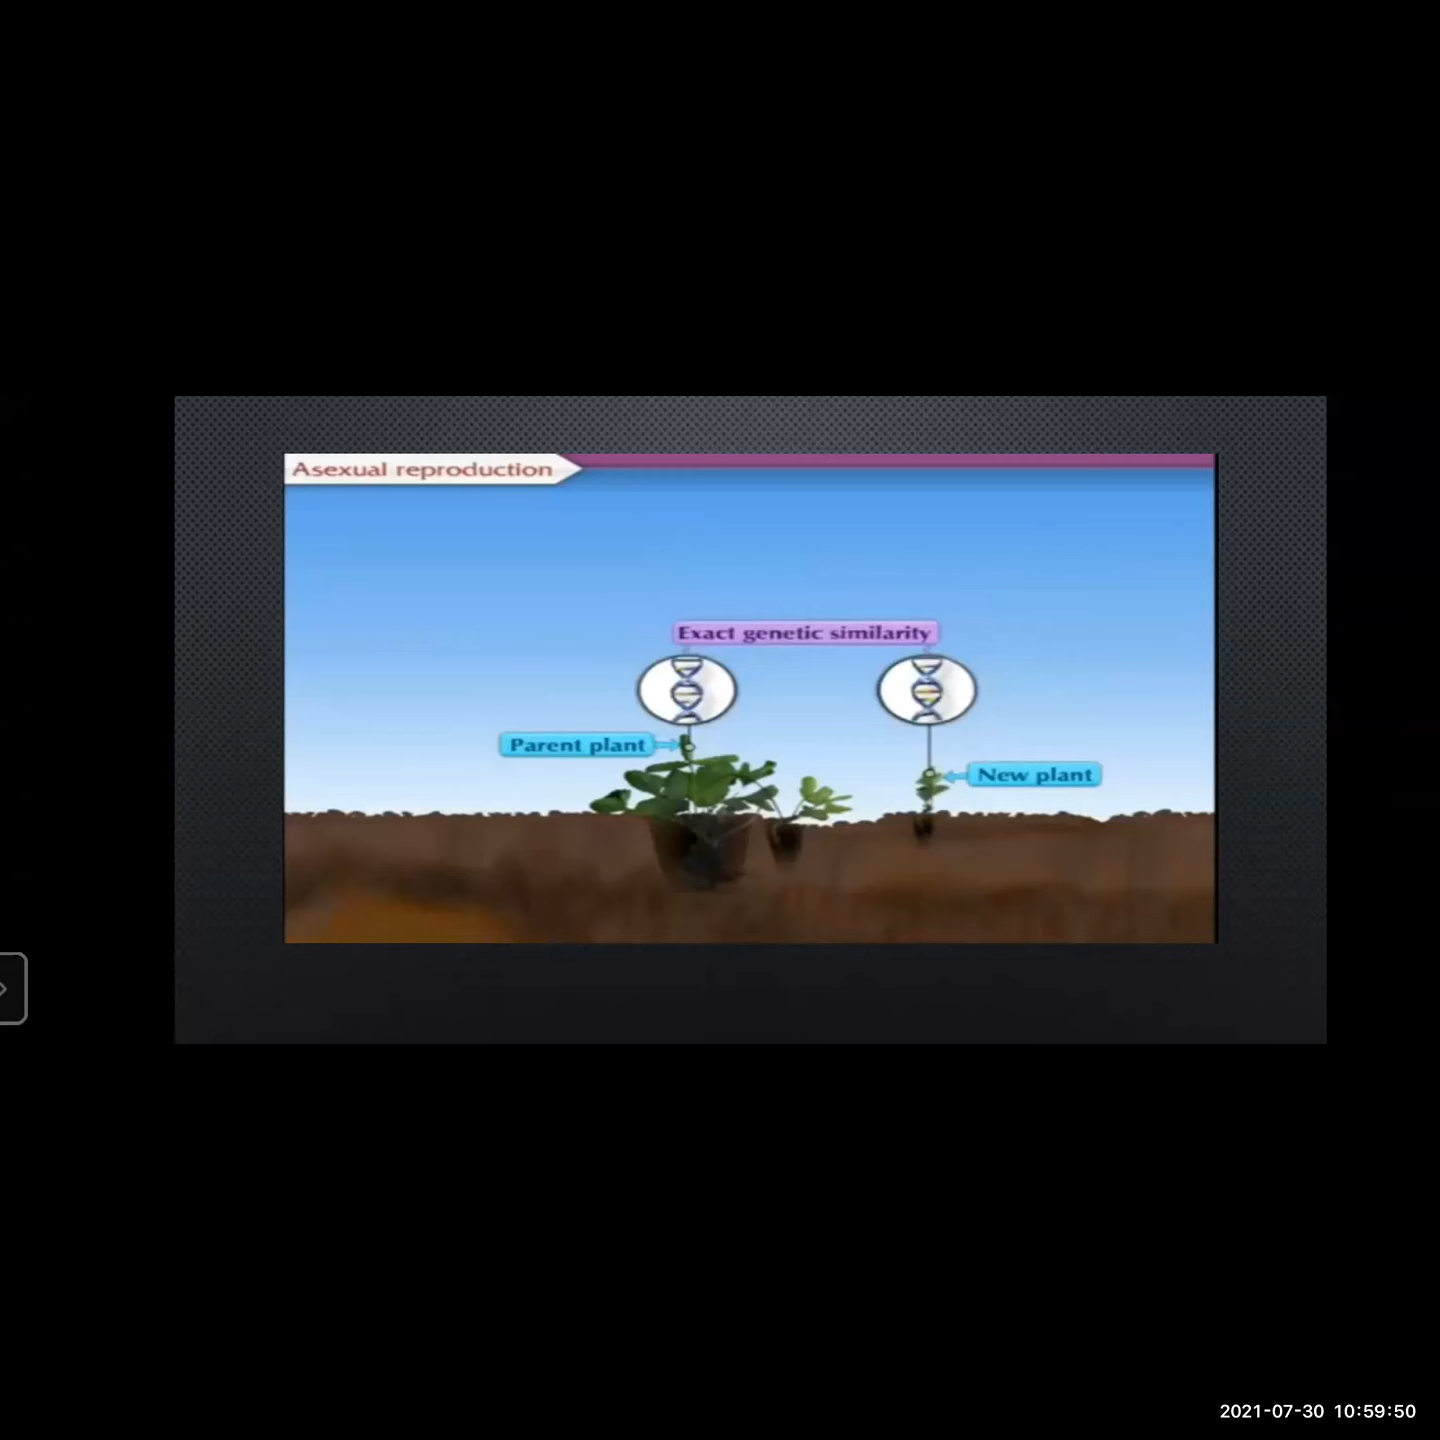 Asexual reproduction
Exact genetic similarity
Parent plant
New plant
2021-07-30 10:59:50